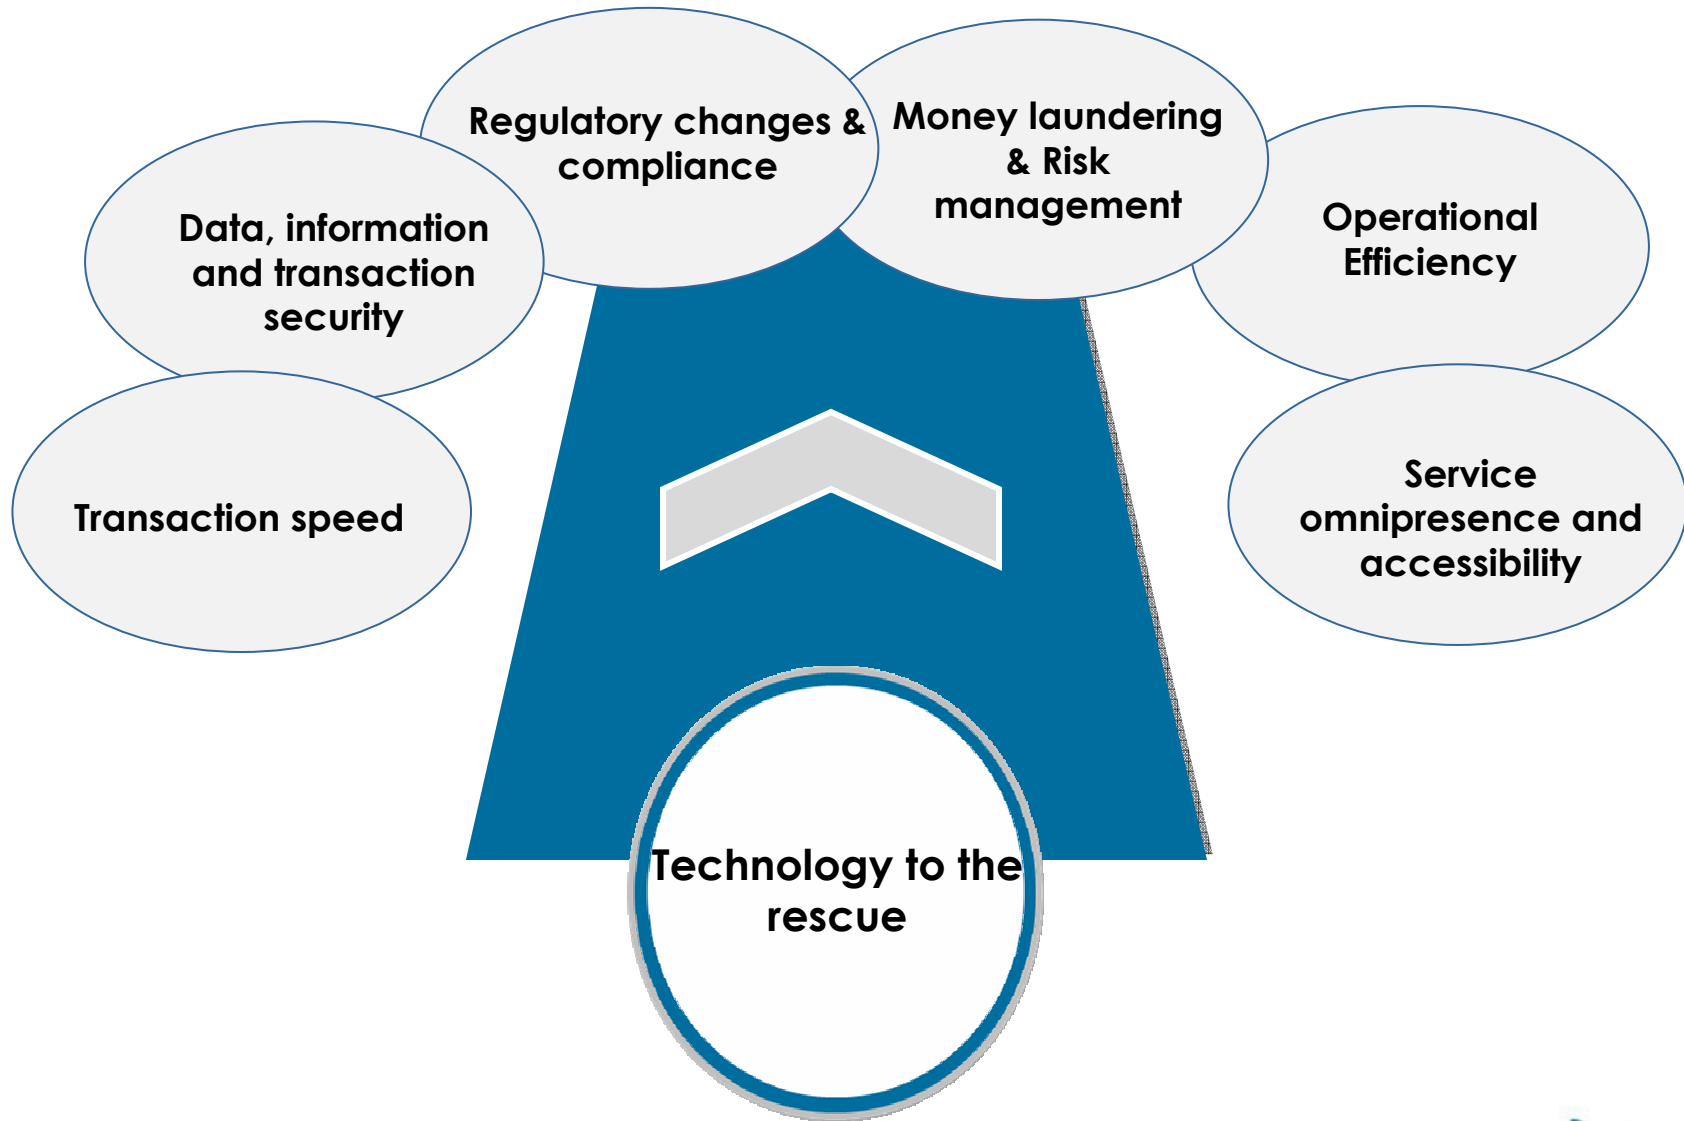 Regulatory changes &
compliance
Money laundering
& Risk
management
Data, information
and transaction
security
Operational
Efficiency
Transaction speed
Service
omnipresence and
accessibility
Technology to the
rescue